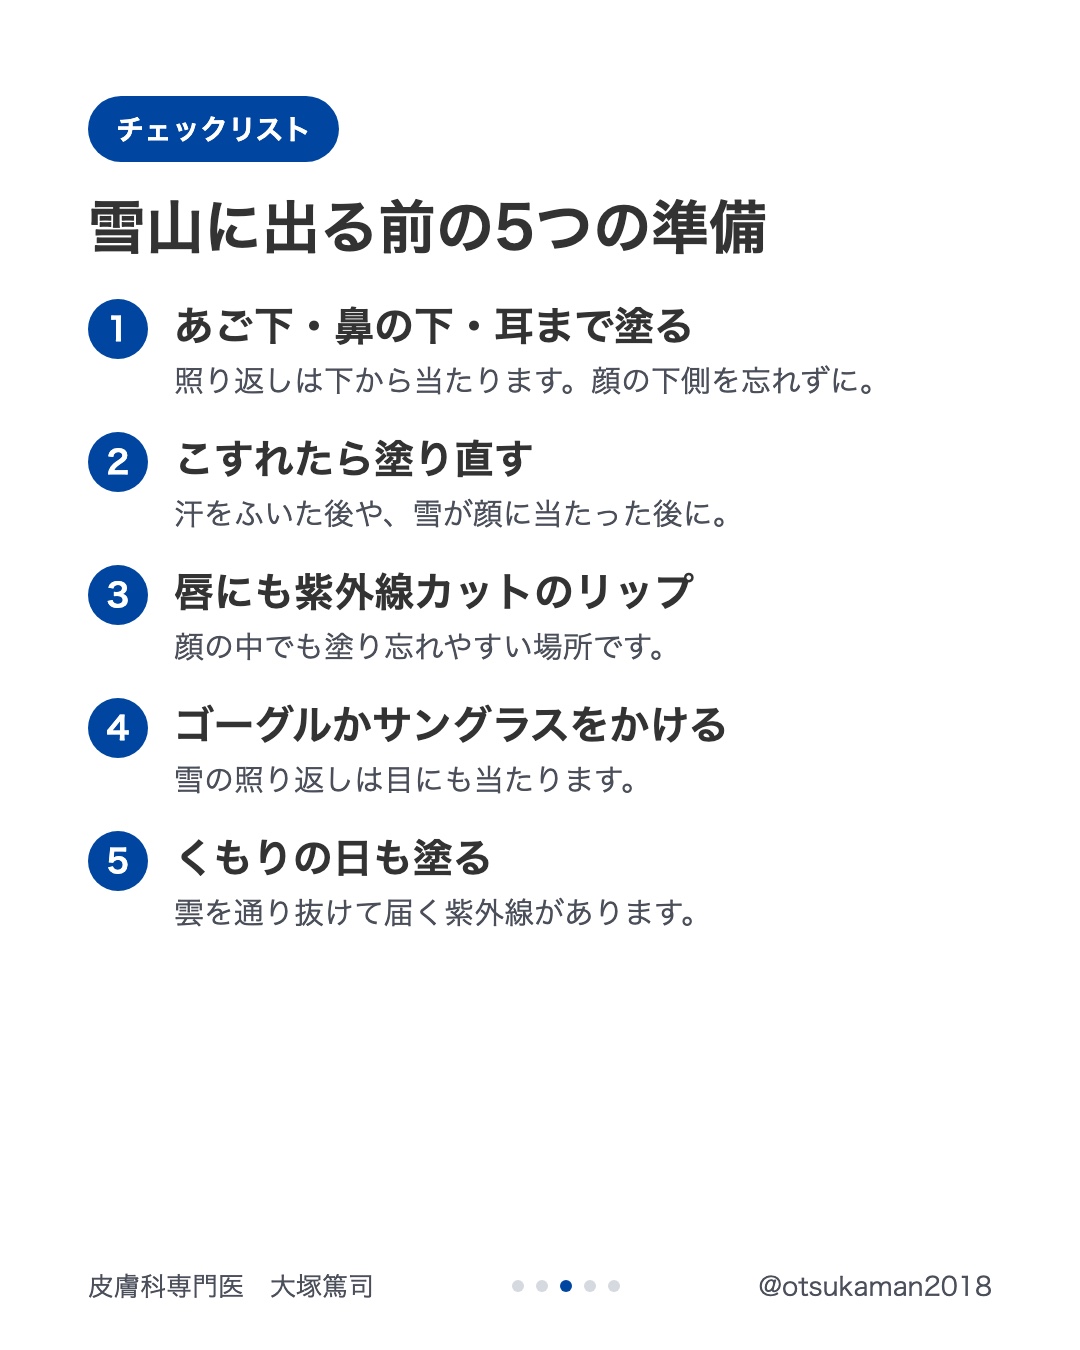 チェックリスト
雪山に出る前の5つの準備
1 あご下・鼻の下・耳まで塗る
照り返しは下から当たります。顔の下側を忘れずに。
2 こすれたら塗り直す
汗をふいた後や、雪が顔に当たった後に。
3 唇にも紫外線カットのリップ
顔の中でも塗り忘れやすい場所です。
4 ゴーグルかサングラスをかける
雪の照り返しは目にも当たります。
5 くもりの日も塗る
雲を通り抜けて届く紫外線があります。
皮膚科専門医　大塚篤司
@otsukaman2018